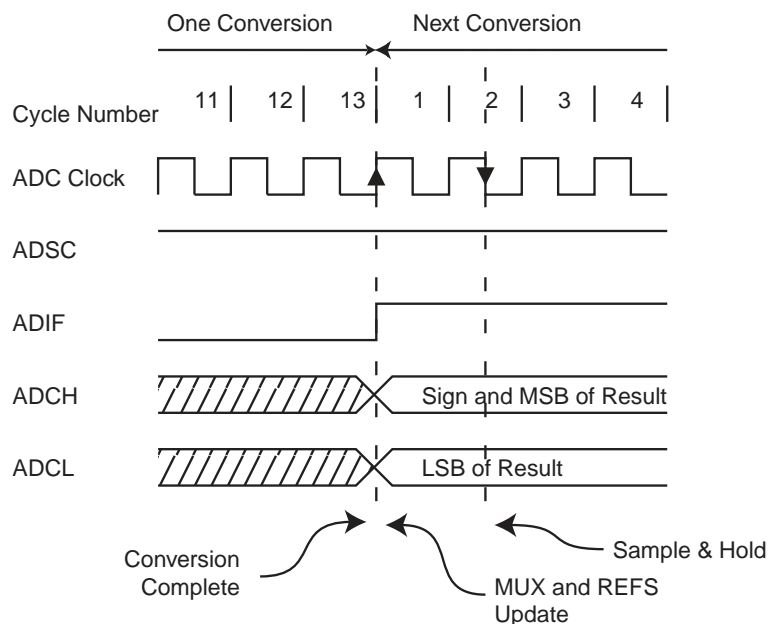 One Conversion Next Conversion
Cycle Number 11 12 13 1 2 3 4
ADC Clock
ADSC
ADIF
ADCH Sign and MSB of Result
ADCL LSB of Result
Conversion
Complete
MUX and REFS
Update
Sample & Hold